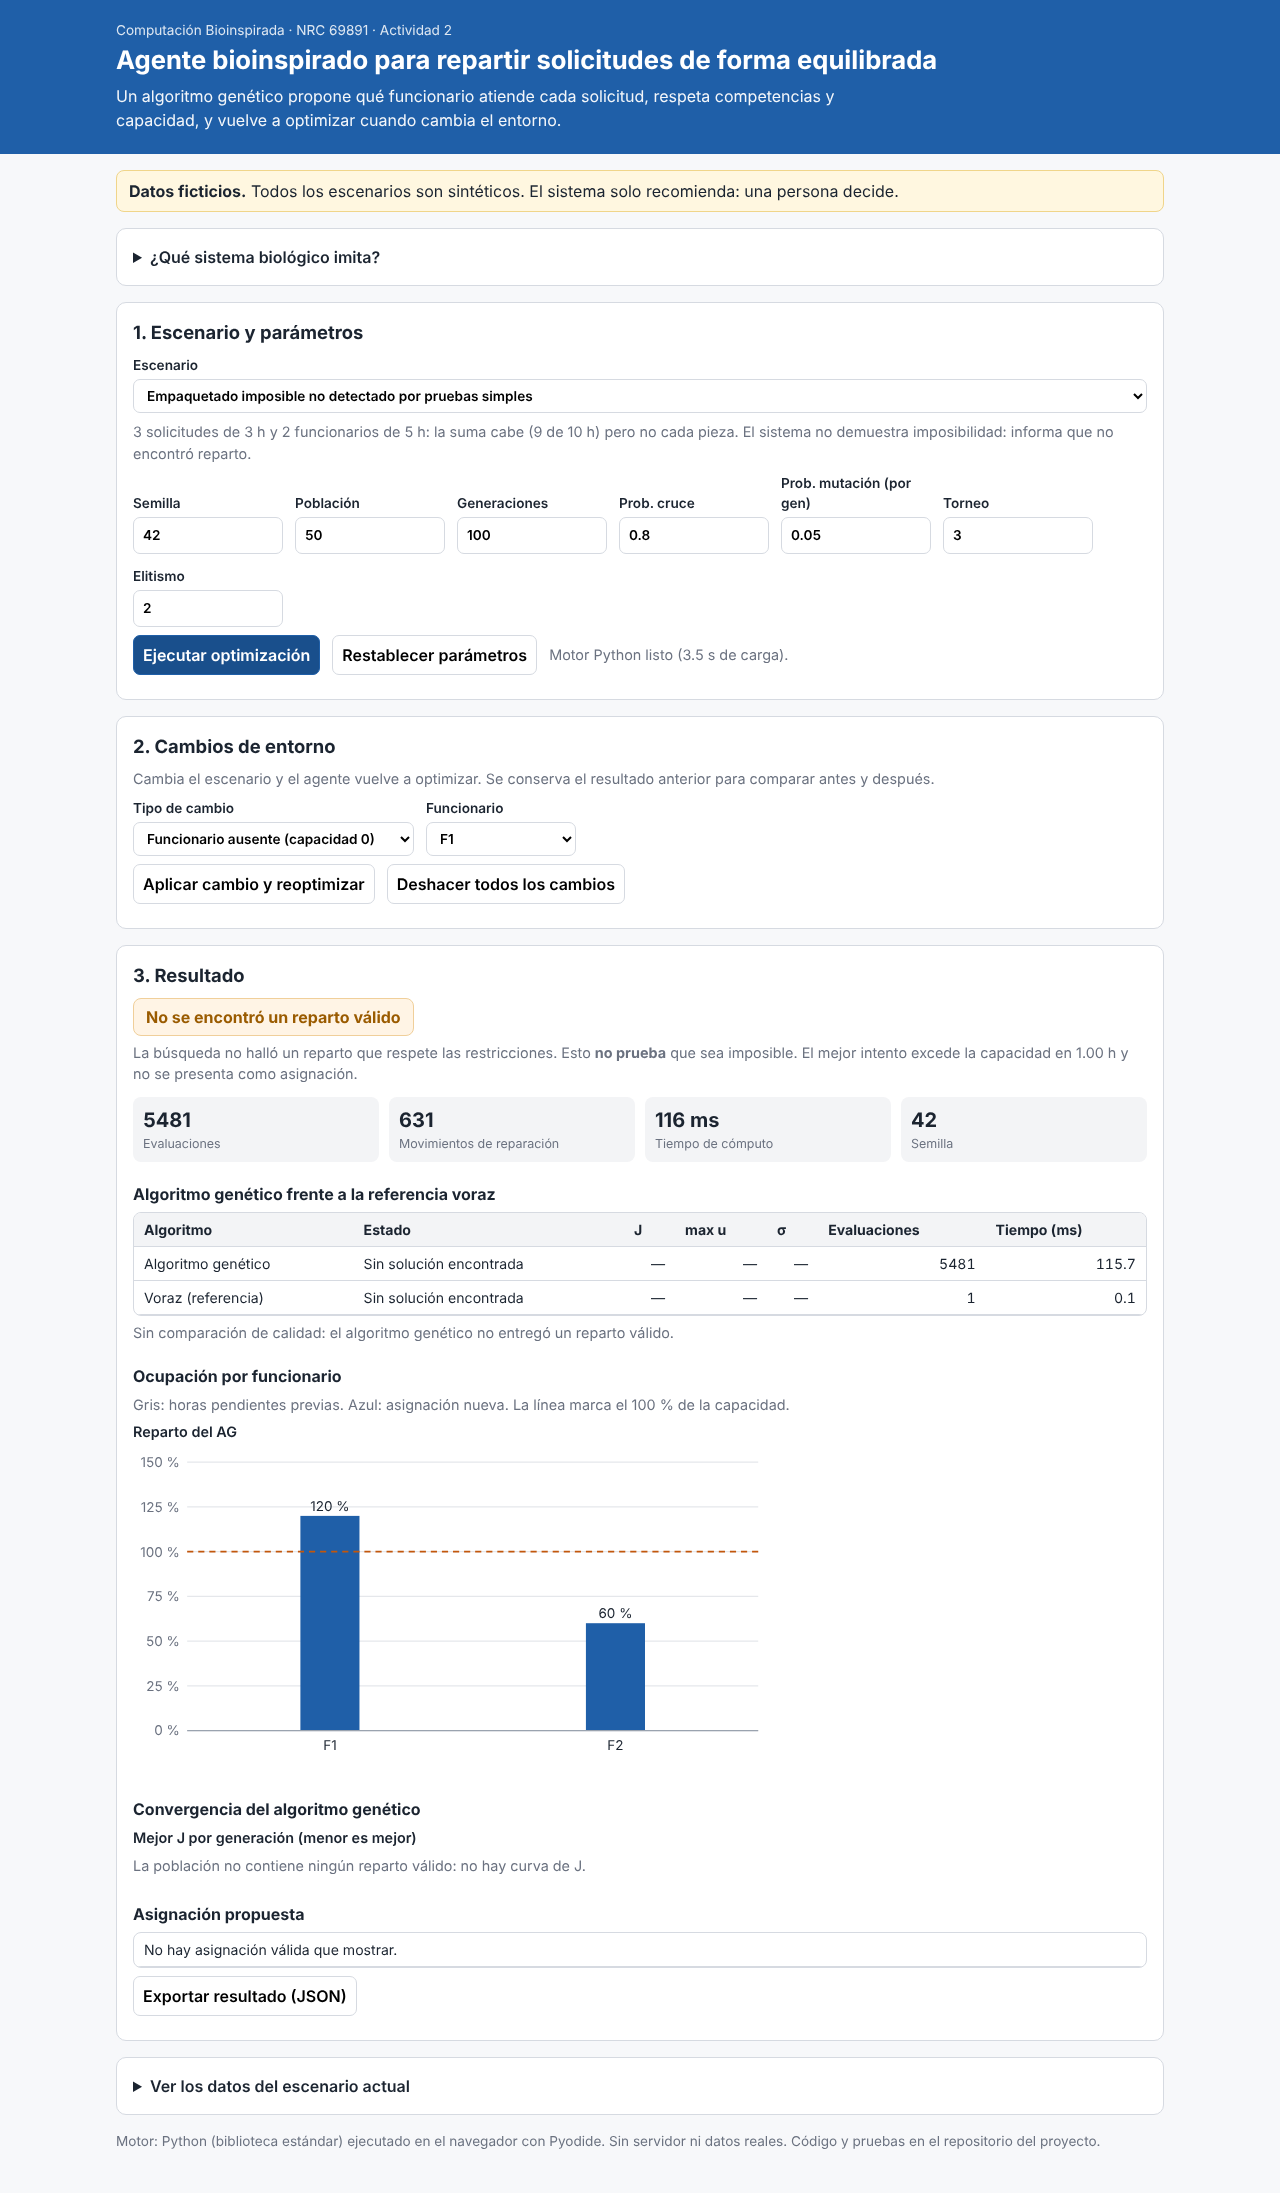 Computación Bioinspirada · NRC 69891 · Actividad 2
Agente bioinspirado para repartir solicitudes de forma equilibrada
Un algoritmo genético propone qué funcionario atiende cada solicitud, respeta competencias y
capacidad, y vuelve a optimizar cuando cambia el entorno.
Datos ficticios. Todos los escenarios son sintéticos. El sistema solo recomienda: una persona decide.
¿Qué sistema biológico imita?
1. Escenario y parámetros
Escenario
Empaquetado imposible no detectado por pruebas simples
3 solicitudes de 3 h y 2 funcionarios de 5 h: la suma cabe (9 de 10 h) pero no cada pieza. El sistema no demuestra imposibilidad: informa que no
encontró reparto.
Semilla
Población
Generaciones
Prob. cruce
Prob. mutación (por
gen)
Torneo
42
50
100
0.8
0.05
3
Elitismo
2
Ejecutar optimización
Restablecer parámetros
Motor Python listo (3.5 s de carga).
2. Cambios de entorno
Cambia el escenario y el agente vuelve a optimizar. Se conserva el resultado anterior para comparar antes y después.
Tipo de cambio
Funcionario
Funcionario ausente (capacidad 0)
F1
Aplicar cambio y reoptimizar
Deshacer todos los cambios
3. Resultado
No se encontró un reparto válido
La búsqueda no halló un reparto que respete las restricciones. Esto no prueba que sea imposible. El mejor intento excede la capacidad en 1.00 h y
no se presenta como asignación.
5481
Evaluaciones
631
Movimientos de reparación
116 ms
Tiempo de cómputo
42
Semilla
Algoritmo genético frente a la referencia voraz
Algoritmo Estado J max u σ Evaluaciones Tiempo (ms)
Algoritmo genético Sin solución encontrada — — — 5481 115.7
Voraz (referencia) Sin solución encontrada — — — 1 0.1
Sin comparación de calidad: el algoritmo genético no entregó un reparto válido.
Ocupación por funcionario
Gris: horas pendientes previas. Azul: asignación nueva. La línea marca el 100 % de la capacidad.
Reparto del AG
150 %
125 %
120 %
100 %
75 %
60 %
50 %
25 %
0 %
F1
F2
Convergencia del algoritmo genético
Mejor J por generación (menor es mejor)
La población no contiene ningún reparto válido: no hay curva de J.
Asignación propuesta
No hay asignación válida que mostrar.
Exportar resultado (JSON)
Ver los datos del escenario actual
Motor: Python (biblioteca estándar) ejecutado en el navegador con Pyodide. Sin servidor ni datos reales. Código y pruebas en el repositorio del proyecto.